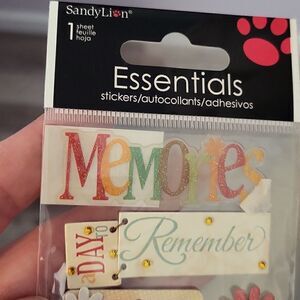 SandyLion
1 sheet
feuille
hoja
Essentials
stickers/autocollants/adhesivos
Memories
a DAY TO
Remember